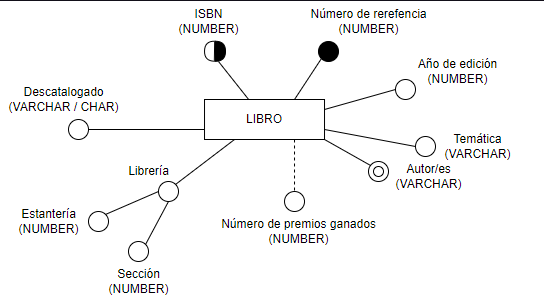 ISBN
(NUMBER)
Número de rerefencia
(NUMBER)
Año de edición
(NUMBER)
Descatalogado
(VARCHAR / CHAR)
LIBRO
Temática
(VARCHAR)
Autor/es
(VARCHAR)
Librería
Estantería
(NUMBER)
Número de premios ganados
(NUMBER)
Sección
(NUMBER)